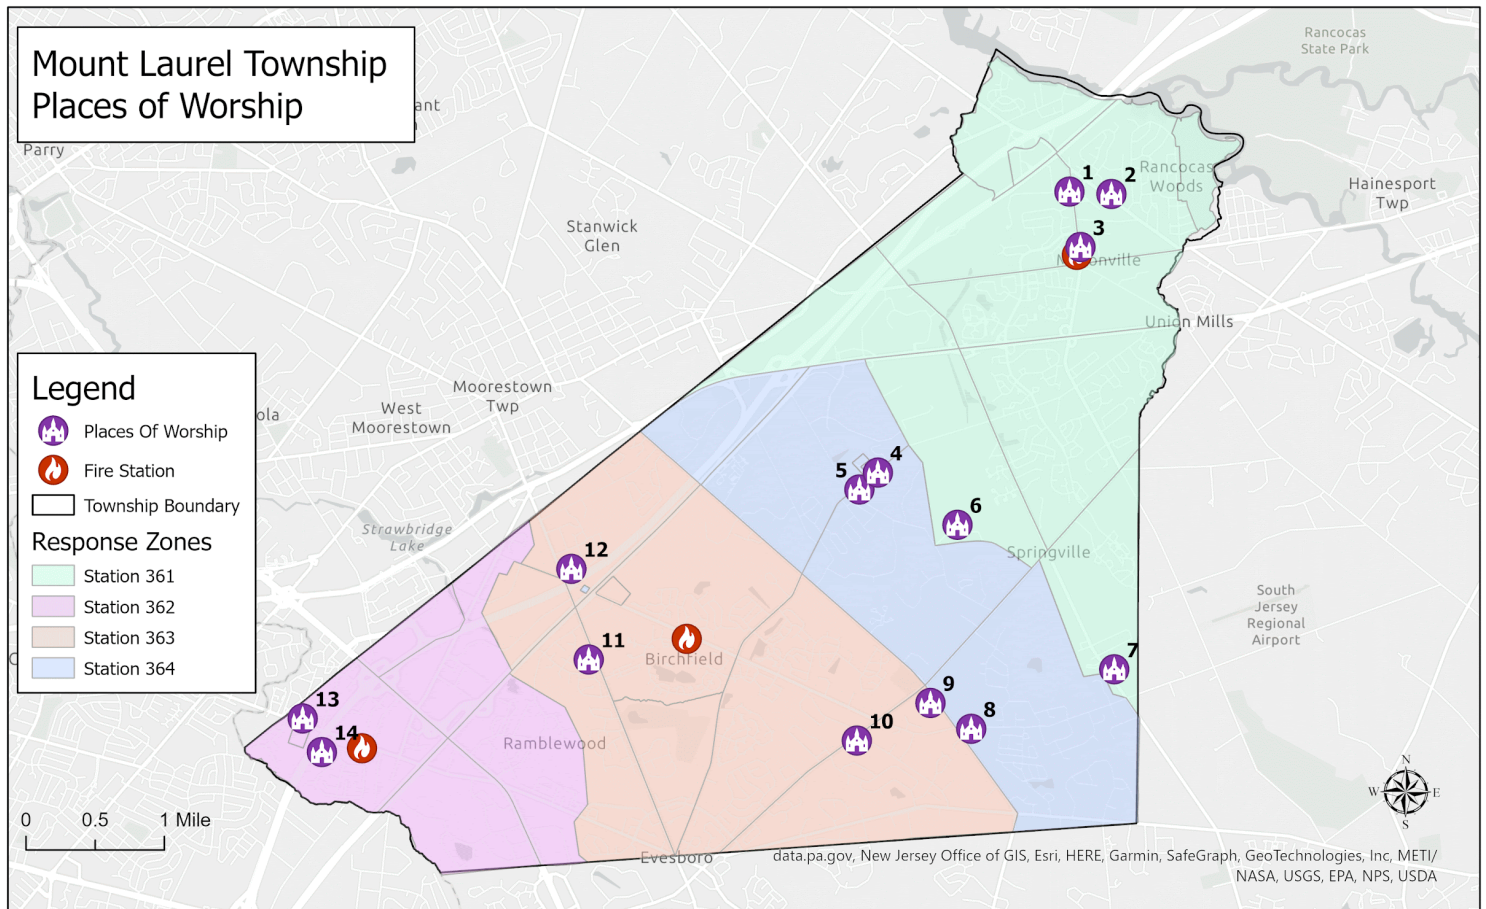 Mount Laurel Township
Places of Worship
Rancocas
State Park
ant
Parry
Hainesport
Twp
Rancocas
Woods
1
2
3
Stanwick
Glen
Union Mills
Legend
Places Of Worship
Fire Station
Township Boundary
Response Zones
Station 361
Station 362
Station 363
Station 364
Moorestown
Twp
West
Moorestown
ola
4
5
6
Strawbridge
Lake
12
Springville
South
Jersey
Regional
Airport
11
Birchfield
7
9
8
10
13
14
Ramblewood
N
W
E
S
0 0.5 1 Mile
Evesboro
data.pa.gov, New Jersey Office of GIS, Esri, HERE, Garmin, SafeGraph, GeoTechnologies, Inc, METI/
NASA, USGS, EPA, NPS, USDA